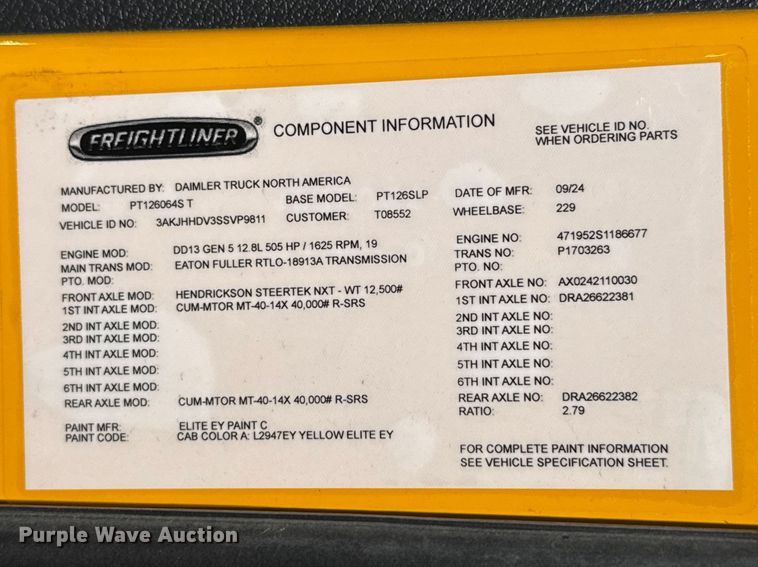 FREIGHTLINER ® COMPONENT INFORMATION
SEE VEHICLE ID NO.
WHEN ORDERING PARTS
MANUFACTURED BY: DAIMLER TRUCK NORTH AMERICA
MODEL: PT126064S T BASE MODEL: PT126SLP DATE OF MFR: 09/24
VEHICLE ID NO: 3AKJHHDV3SSVP9811 CUSTOMER: T08552 WHEELBASE: 229
ENGINE MOD: DD13 GEN 5 12.8L 505 HP / 1625 RPM, 19 ENGINE NO: 471952S1186677
MAIN TRANS MOD: EATON FULLER RTLO-18913A TRANSMISSION TRANS NO: P1703263
PTO. MOD: PTO. NO:
FRONT AXLE MOD: HENDRICKSON STEERTEK NXT - WT 12,500# FRONT AXLE NO: AX0242110030
1ST INT AXLE MOD: CUM-MTOR MT-40-14X 40,000# R-SRS 1ST INT AXLE NO: DRA26622381
2ND INT AXLE MOD: 2ND INT AXLE NO:
3RD INT AXLE MOD: 3RD INT AXLE NO:
4TH INT AXLE MOD: 4TH INT AXLE NO:
5TH INT AXLE MOD: 5TH INT AXLE NO:
6TH INT AXLE MOD: 6TH INT AXLE NO:
REAR AXLE MOD: CUM-MTOR MT-40-14X 40,000# R-SRS REAR AXLE NO: DRA26622382
RATIO: 2.79
PAINT MFR: ELITE EY PAINT C
PAINT CODE: CAB COLOR A: L2947EY YELLOW ELITE EY
FOR COMPLETE PAINT INFORMATION
SEE VEHICLE SPECIFICATION SHEET.
Purple Wave Auction